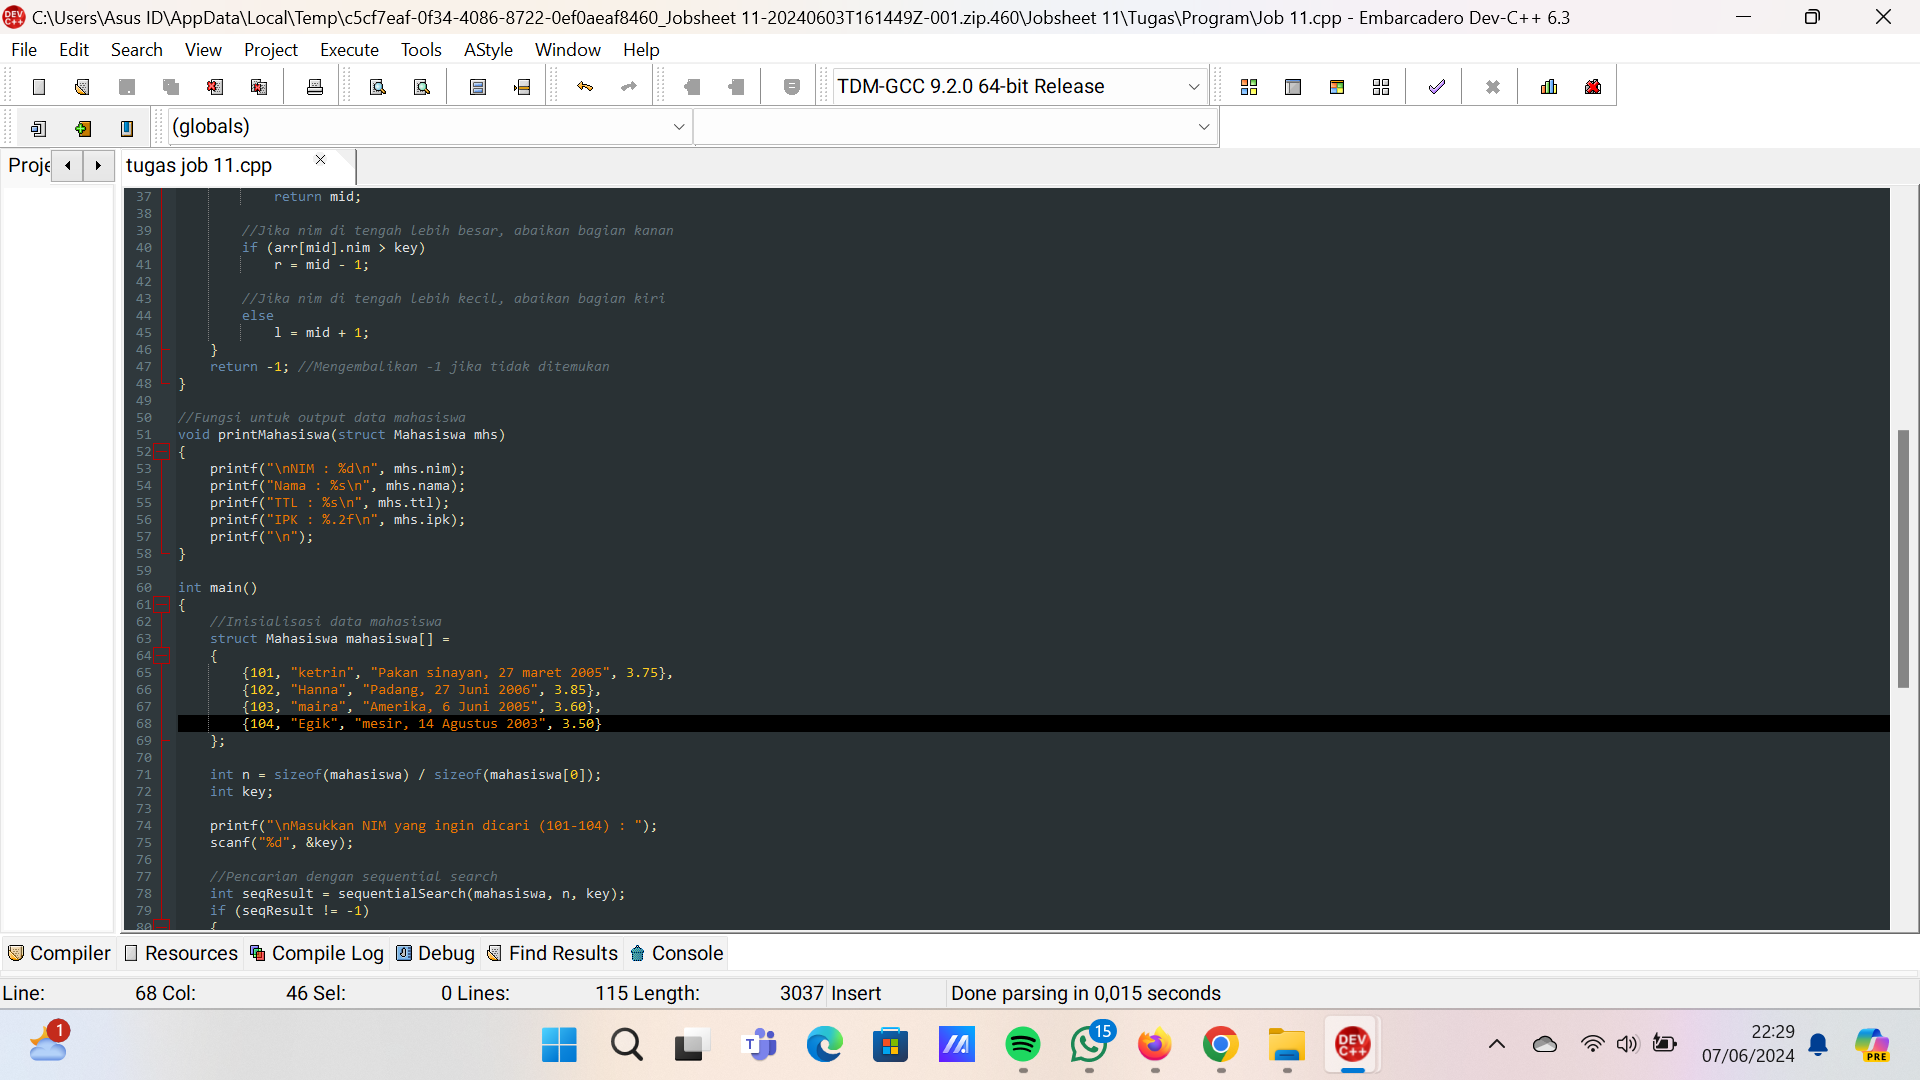 C:\Users\Asus ID\AppData\Local\Temp\c5cf7eaf-0f34-4086-8722-0ef0aeaf8460_Jobsheet 11-20240603T161449Z-001.zip.460\Jobsheet 11\Tugas\Program\Job 11.cpp - Embarcadero Dev-C++ 6.3
File Edit Search View Project Execute Tools AStyle Window Help
TDM-GCC 9.2.0 64-bit Release
(globals)
Proje
tugas job 11.cpp
37 return mid;
38
39 //Jika nim di tengah lebih besar, abaikan bagian kanan
40 if (arr[mid].nim > key)
41 r = mid - 1;
42
43 //Jika nim di tengah lebih kecil, abaikan bagian kiri
44 else
45 l = mid + 1;
46 }
47 return -1; //Mengembalikan -1 jika tidak ditemukan
48 }
49
50 //Fungsi untuk output data mahasiswa
51 void printMahasiswa(struct Mahasiswa mhs)
52 {
53 printf("\nNIM : %d\n", mhs.nim);
54 printf("Nama : %s\n", mhs.nama);
55 printf("TTL : %s\n", mhs.ttl);
56 printf("IPK : %.2f\n", mhs.ipk);
57 printf("\n");
58 }
59
60 int main()
61 {
62 //Inisialisasi data mahasiswa
63 struct Mahasiswa mahasiswa[] =
64 {
65 {101, "ketrin", "Pakan sinayan, 27 maret 2005", 3.75},
66 {102, "Hanna", "Padang, 27 Juni 2006", 3.85},
67 {103, "maira", "Amerika, 6 Juni 2005", 3.60},
68 {104, "Egik", "mesir, 14 Agustus 2003", 3.50}
69 };
70
71 int n = sizeof(mahasiswa) / sizeof(mahasiswa[0]);
72 int key;
73
74 printf("\nMasukkan NIM yang ingin dicari (101-104) : ");
75 scanf("%d", &key);
76
77 //Pencarian dengan sequential search
78 int seqResult = sequentialSearch(mahasiswa, n, key);
79 if (seqResult != -1)
80 {
Compiler Resources Compile Log Debug Find Results Console
Line: 68 Col: 46 Sel: 0 Lines: 115 Length: 3037 Insert Done parsing in 0,015 seconds
1
15
DEV C++
22:29
07/06/2024
PRE